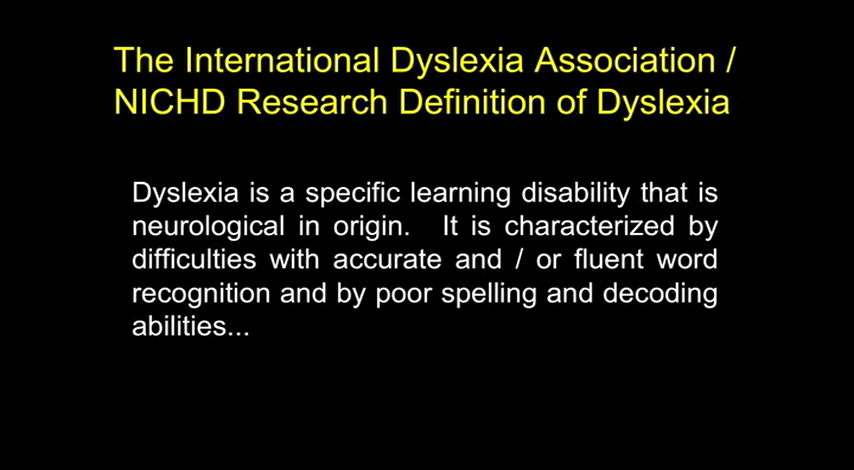 The International Dyslexia Association /
NICHD Research Definition of Dyslexia
Dyslexia is a specific learning disability that is
neurological in origin. It is characterized by
difficulties with accurate and / or fluent word
recognition and by poor spelling and decoding
abilities...